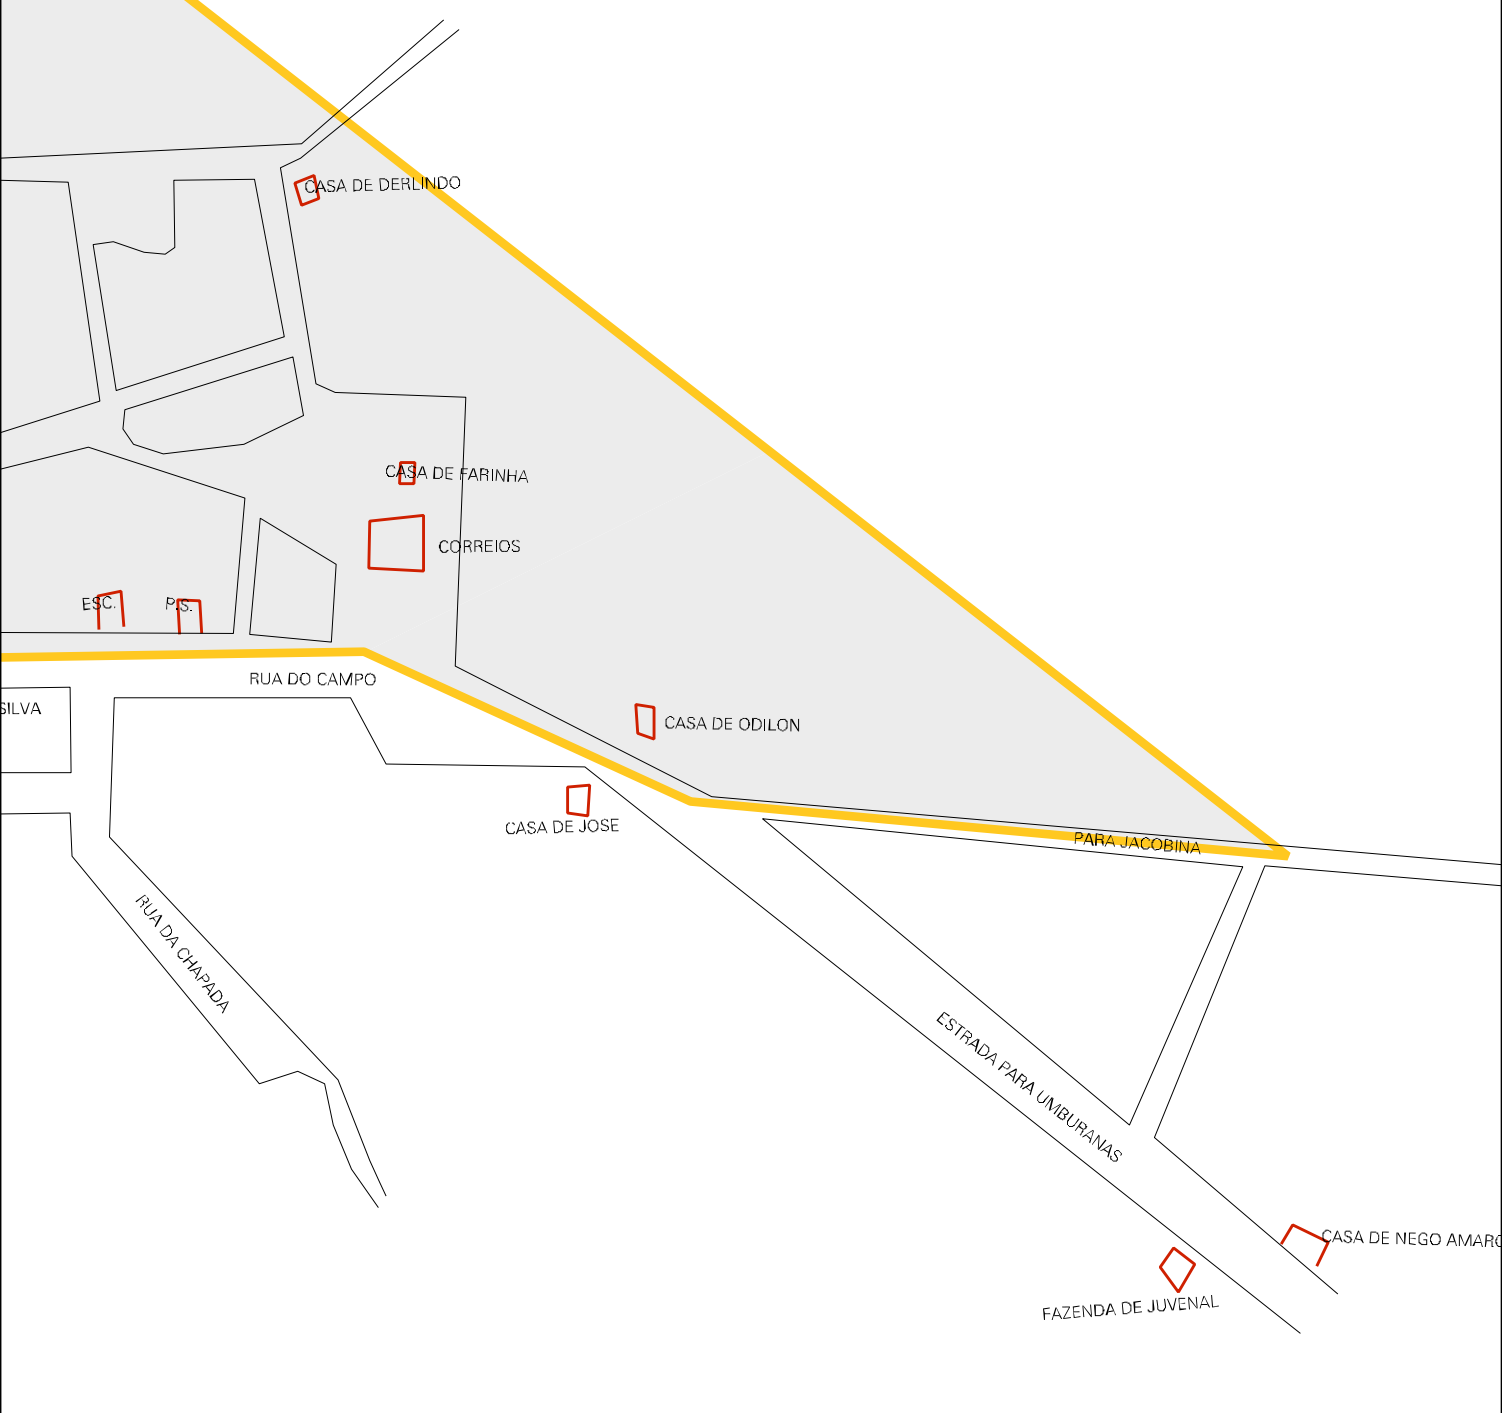 CASA DE DERLINDO
CASA DE FARINHA
CORREIOS
ESC.
P.S.
RUA DO CAMPO
SILVA
CASA DE ODILON
CASA DE JOSE
PARA JACOBINA
RUA DA CHAPADA
ESTRADA PARA UMBURANAS
CASA DE NEGO AMARO
FAZENDA DE JUVENAL